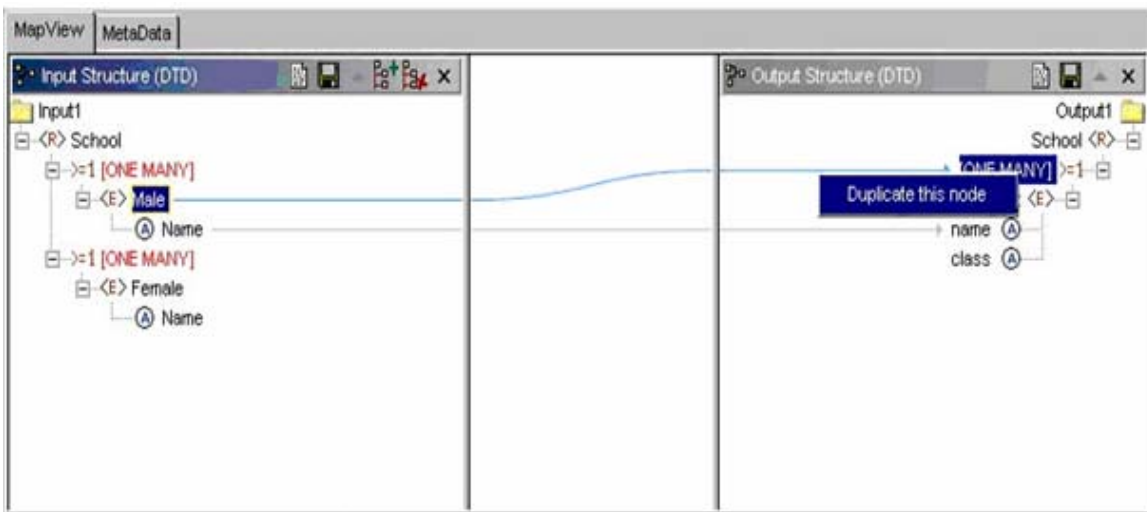 MapView MetaData
Input Structure (DTD)
Input1
<R> School
>=1 [ONE MANY]
<E> Male
A Name
>=1 [ONE MANY]
<E> Female
A Name
Output Structure (DTD)
Output1
School <R>
[ONE MANY] >=1
Duplicate this node
<E>
name A
class A